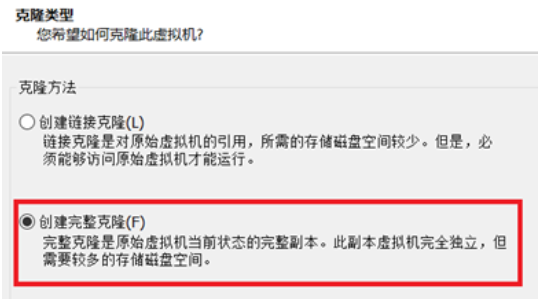 克隆类型
您希望如何克隆此虚拟机?
克隆方法
创建链接克隆(L)
链接克隆是对原始虚拟机的引用，所需的存储磁盘空间较少。但是，必
须能够访问原始虚拟机才能运行。
创建完整克隆(F)
完整克隆是原始虚拟机当前状态的完整副本。此副本虚拟机完全独立，但
需要较多的存储磁盘空间。